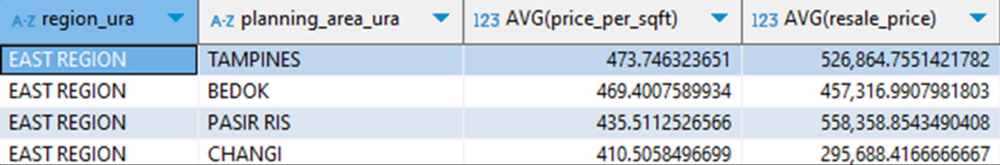 A-Z region_ura A-Z planning_area_ura 123 AVG(price_per_sqft) 123 AVG(resale_price)
EAST REGION TAMPINES 473.746323651 526,864.7551421782
EAST REGION BEDOK 469.4007589934 457,316.9907981803
EAST REGION PASIR RIS 435.5112526566 558,358.8543490408
EAST REGION CHANGI 410.5058496699 295,688.4166666667